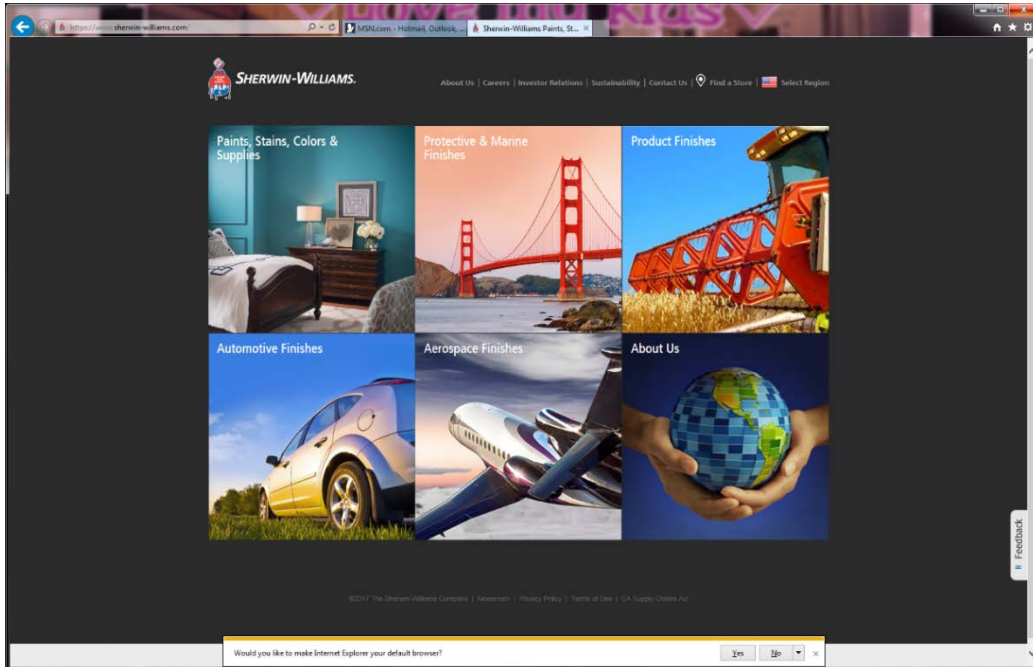 Love my Kids
https://www.sherwin-williams.com/
MSN.com - Hotmail, Outlook, ...
Sherwin-Williams Paints, St...
SHERWIN-WILLIAMS.
About Us | Careers | Investor Relations | Sustainability | Contact Us | Find a Store | Select Region
Paints, Stains, Colors &
Supplies
Protective & Marine
Finishes
Product Finishes
Automotive Finishes
Aerospace Finishes
About Us
Feedback
©2017 The Sherwin-Williams Company | Newsroom | Privacy Policy | Terms of Use | CA Supply Chains Act
Would you like to make Internet Explorer your default browser?
Yes
No